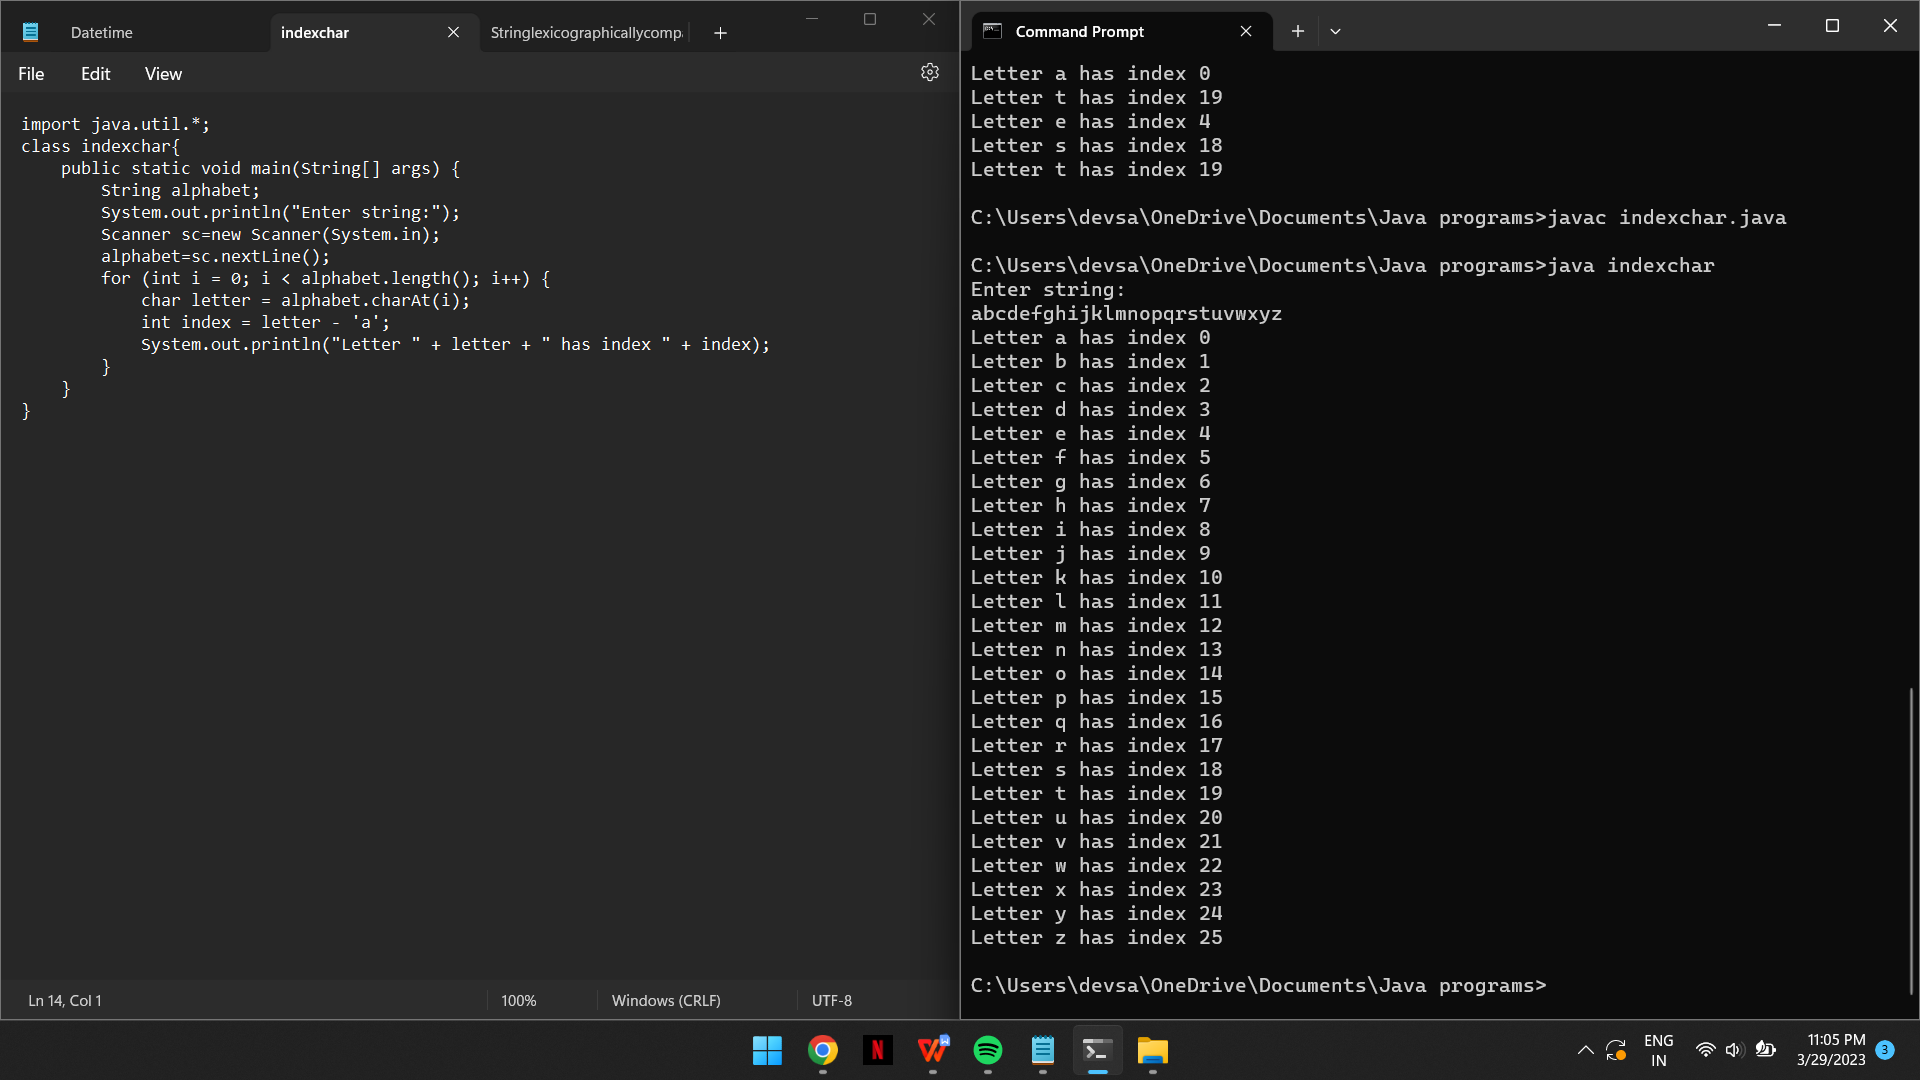 Datetime
indexchar
Stringlexicographicallycomp
File Edit View
import java.util.*;
class indexchar{
    public static void main(String[] args) {
        String alphabet;
        System.out.println("Enter string:");
        Scanner sc=new Scanner(System.in);
        alphabet=sc.nextLine();
        for (int i = 0; i < alphabet.length(); i++) {
            char letter = alphabet.charAt(i);
            int index = letter - 'a';
            System.out.println("Letter " + letter + " has index " + index);
        }
    }
}
Ln 14, Col 1
100%
Windows (CRLF)
UTF-8
Command Prompt
Letter a has index 0
Letter t has index 19
Letter e has index 4
Letter s has index 18
Letter t has index 19
C:\Users\devsa\OneDrive\Documents\Java programs>javac indexchar.java
C:\Users\devsa\OneDrive\Documents\Java programs>java indexchar
Enter string:
abcdefghijklmnopqrstuvwxyz
Letter a has index 0
Letter b has index 1
Letter c has index 2
Letter d has index 3
Letter e has index 4
Letter f has index 5
Letter g has index 6
Letter h has index 7
Letter i has index 8
Letter j has index 9
Letter k has index 10
Letter l has index 11
Letter m has index 12
Letter n has index 13
Letter o has index 14
Letter p has index 15
Letter q has index 16
Letter r has index 17
Letter s has index 18
Letter t has index 19
Letter u has index 20
Letter v has index 21
Letter w has index 22
Letter x has index 23
Letter y has index 24
Letter z has index 25
C:\Users\devsa\OneDrive\Documents\Java programs>
ENG
IN
11:05 PM
3/29/2023
3